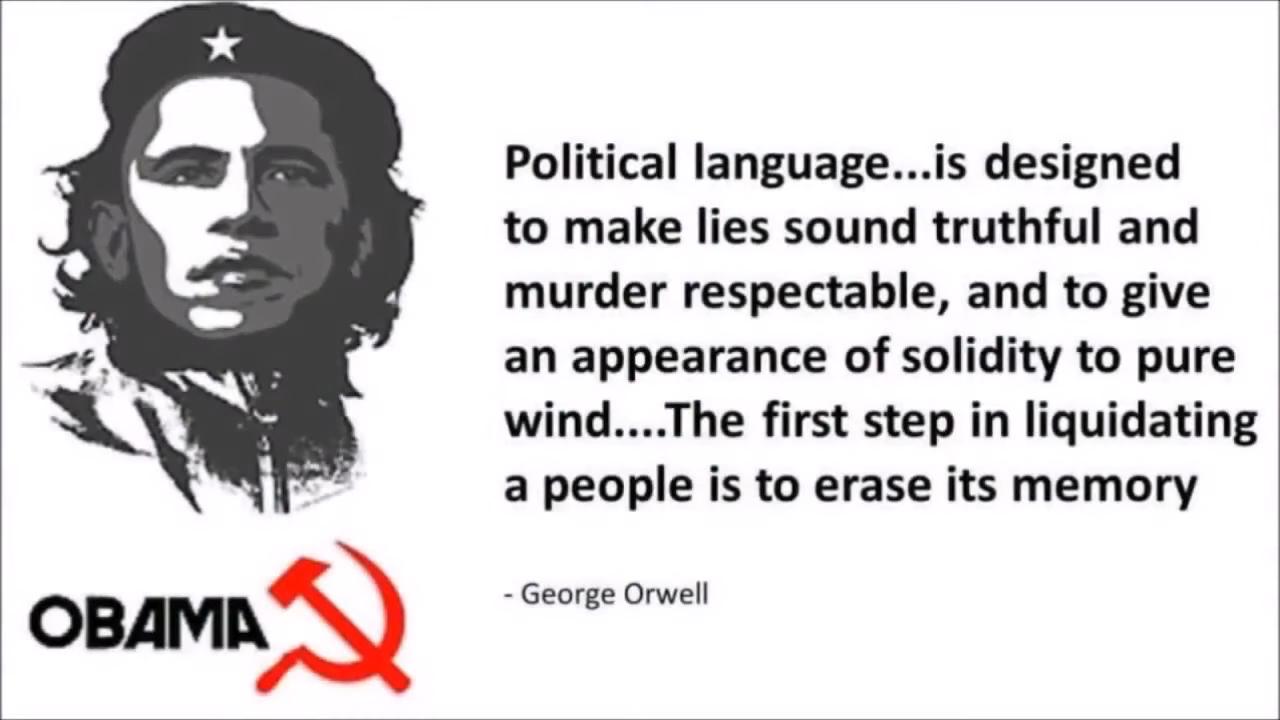 Political language...is designed
to make lies sound truthful and
murder respectable, and to give
an appearance of solidity to pure
wind....The first step in liquidating
a people is to erase its memory
- George Orwell
OBAMA